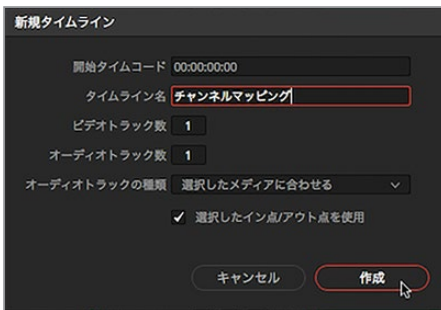 新規タイムライン
開始タイムコード 00:00:00:00
タイムライン名 チャンネルマッピング
ビデオトラック数 1
オーディオトラック数 1
オーディオトラックの種類 選択したメディアに合わせる
選択したイン点/アウト点を使用
キャンセル 作成